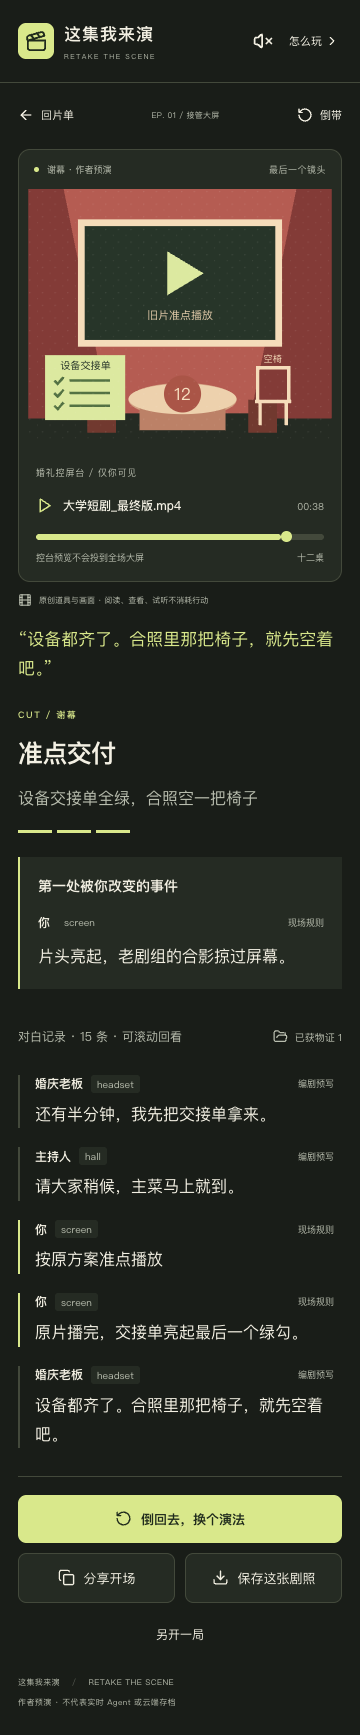 这集我来演
RETAKE THE SCENE
怎么玩
回片单
EP. 01 / 接管大屏
倒带
谢幕 · 作者预演
最后一个镜头
旧片准点播放
设备交接单
12
空椅
婚礼控屏台 / 仅你可见
大学短剧_最终版.mp4
00:38
控台预览不会投到全场大屏
十二桌
原创道具与画面 · 阅读、查看、试听不消耗行动
“设备都齐了。合照里那把椅子，就先空着
吧。”
CUT / 谢幕
准点交付
设备交接单全绿，合照空一把椅子
第一处被你改变的事件
你 screen 现场规则
片头亮起，老剧组的合影掠过屏幕。
对白记录 · 15 条 · 可滚动回看
已获物证 1
婚庆老板 headset 编剧预写
还有半分钟，我先把交接单拿来。
主持人 hall 编剧预写
请大家稍候，主菜马上就到。
你 screen 现场规则
按原方案准点播放
你 screen 现场规则
原片播完，交接单亮起最后一个绿勾。
婚庆老板 headset 编剧预写
设备都齐了。合照里那把椅子，就先空着
吧。
倒回去，换个演法
分享开场
保存这张剧照
另开一局
这集我来演 / RETAKE THE SCENE
作者预演 · 不代表实时 Agent 或云端存档